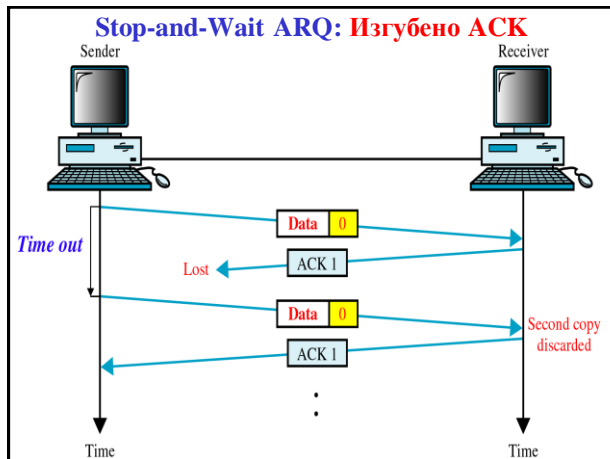 Stop-and-Wait ARQ: Изгубено ACK
Sender
Receiver
Data 0
Time out
ACK 1
Lost
Data 0
Second copy
discarded
ACK 1
Time
Time